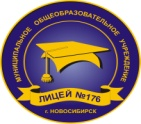 МУНИЦИПАЛЬНОЕ ОБЩЕОБРАЗОВАТЕЛЬНОЕ УЧРЕЖДЕНИЕ
ЛИЦЕЙ №176
г. НОВОСИБИРСК